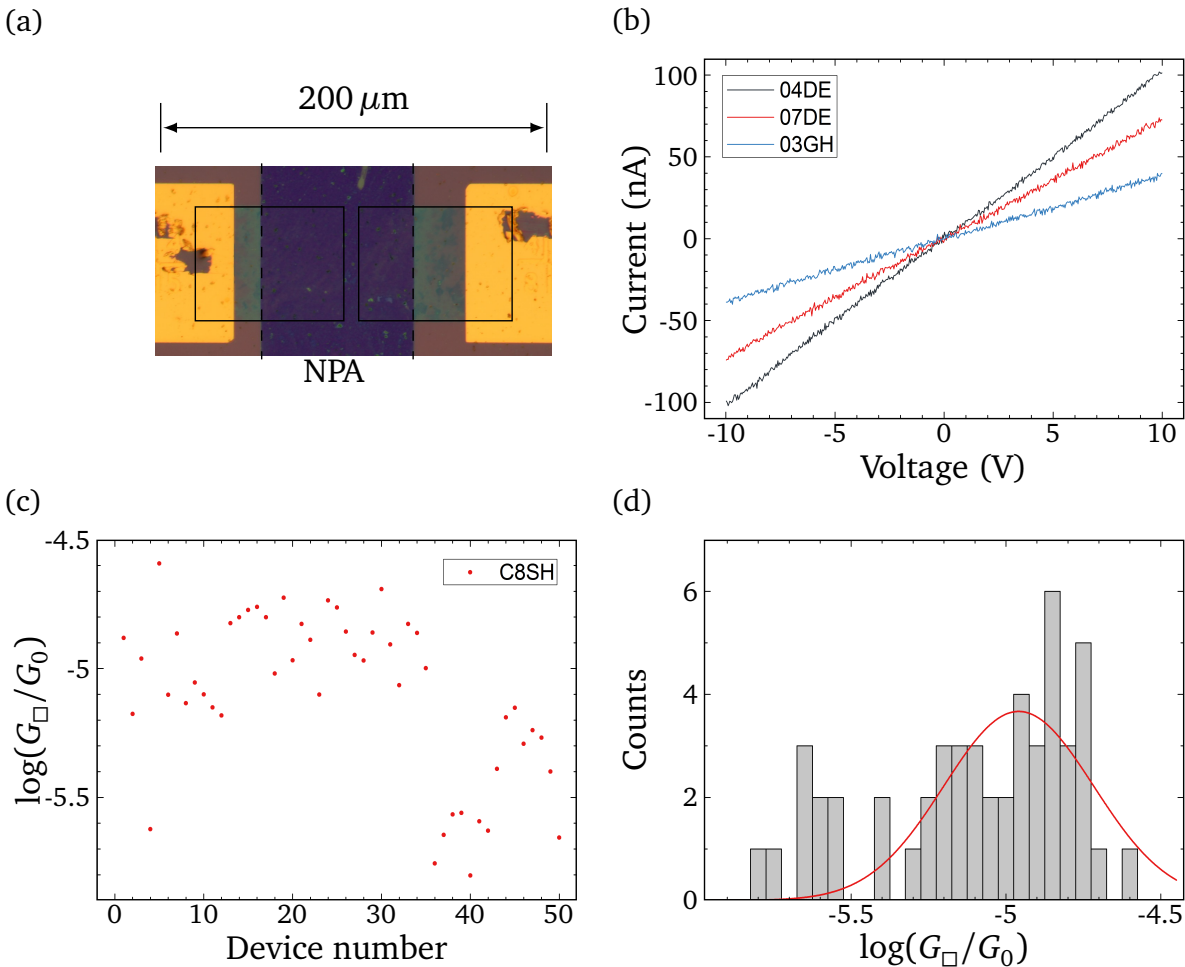 (a)
200 μm
NPA
(b)
04DE
07DE
03GH
100
50
0
-50
-100
Current (nA)
-10
-5
0
5
10
Voltage (V)
(c)
C8SH
-4.5
-5
-5.5
log(G□/G0)
0
10
20
30
40
50
Device number
(d)
6
4
2
0
Counts
-5.5
-5
-4.5
log(G□/G0)